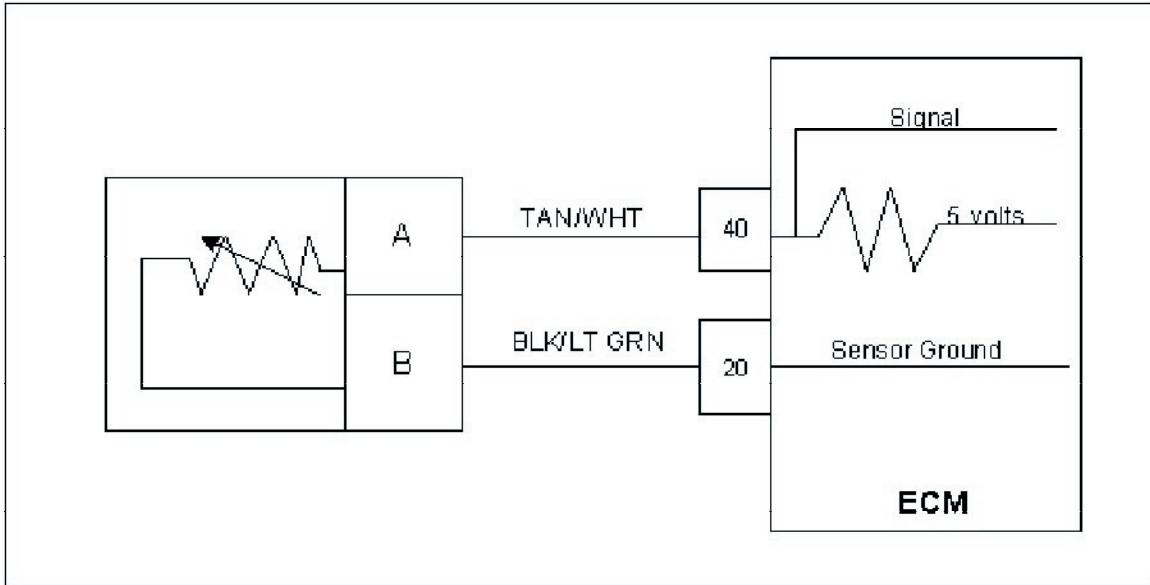 Signal
TAN/WHT
A
40
5 volts
BLK/LT GRN
B
20
Sensor Ground
ECM